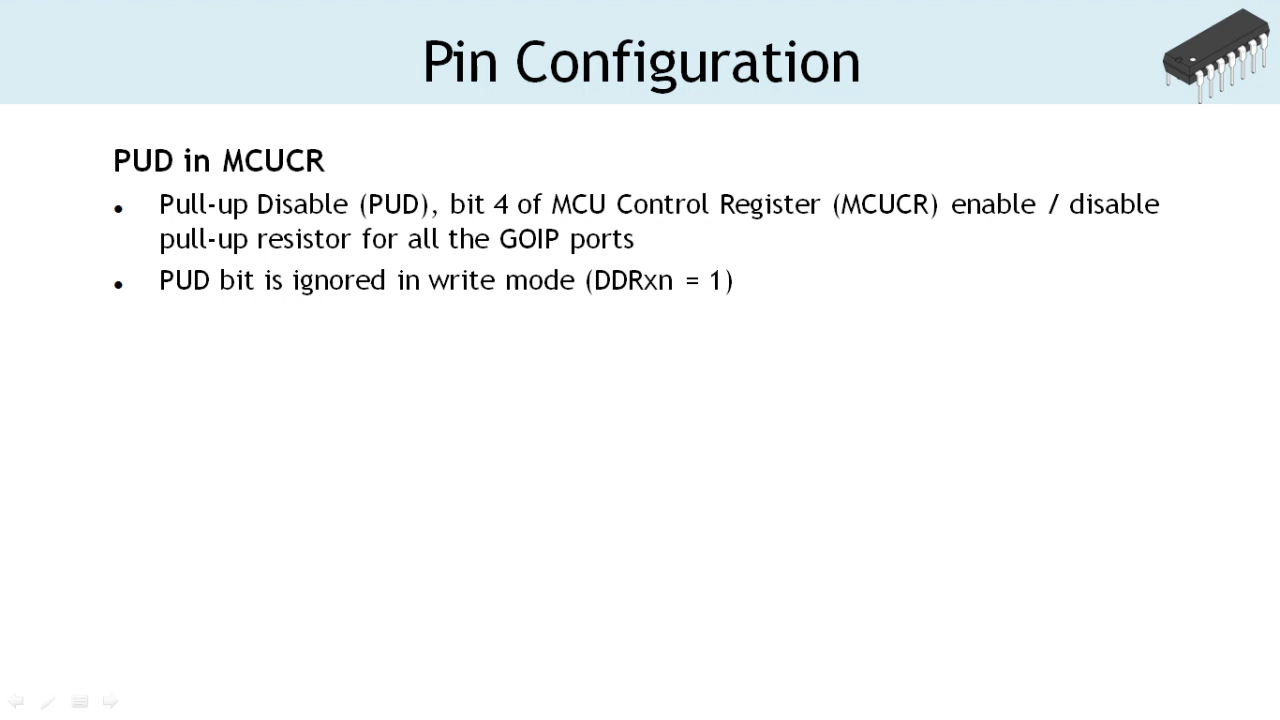 Pin Configuration
PUD in MCUCR
• Pull-up Disable (PUD), bit 4 of MCU Control Register (MCUCR) enable / disable
pull-up resistor for all the GOIP ports
• PUD bit is ignored in write mode (DDRxn = 1)